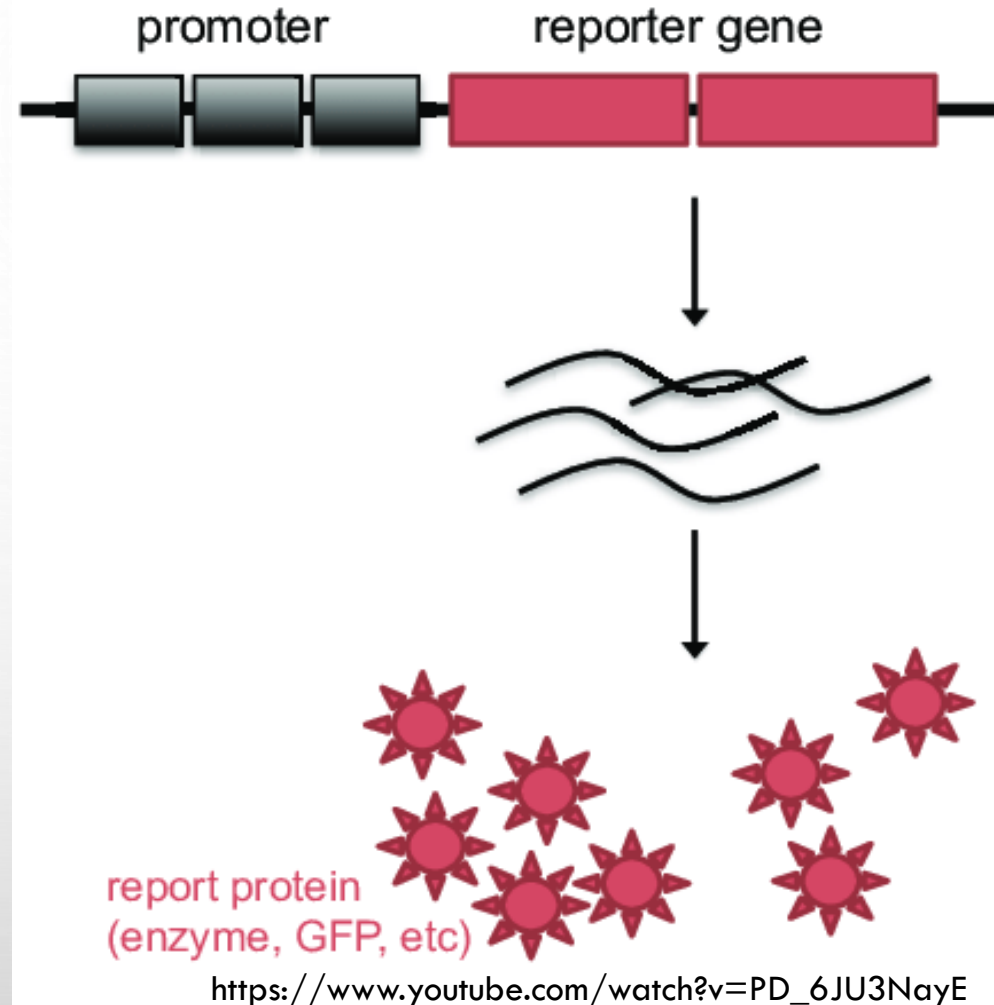 promoter
reporter gene
report protein
(enzyme, GFP, etc)
https://www.youtube.com/watch?v=PD_6JU3NayE